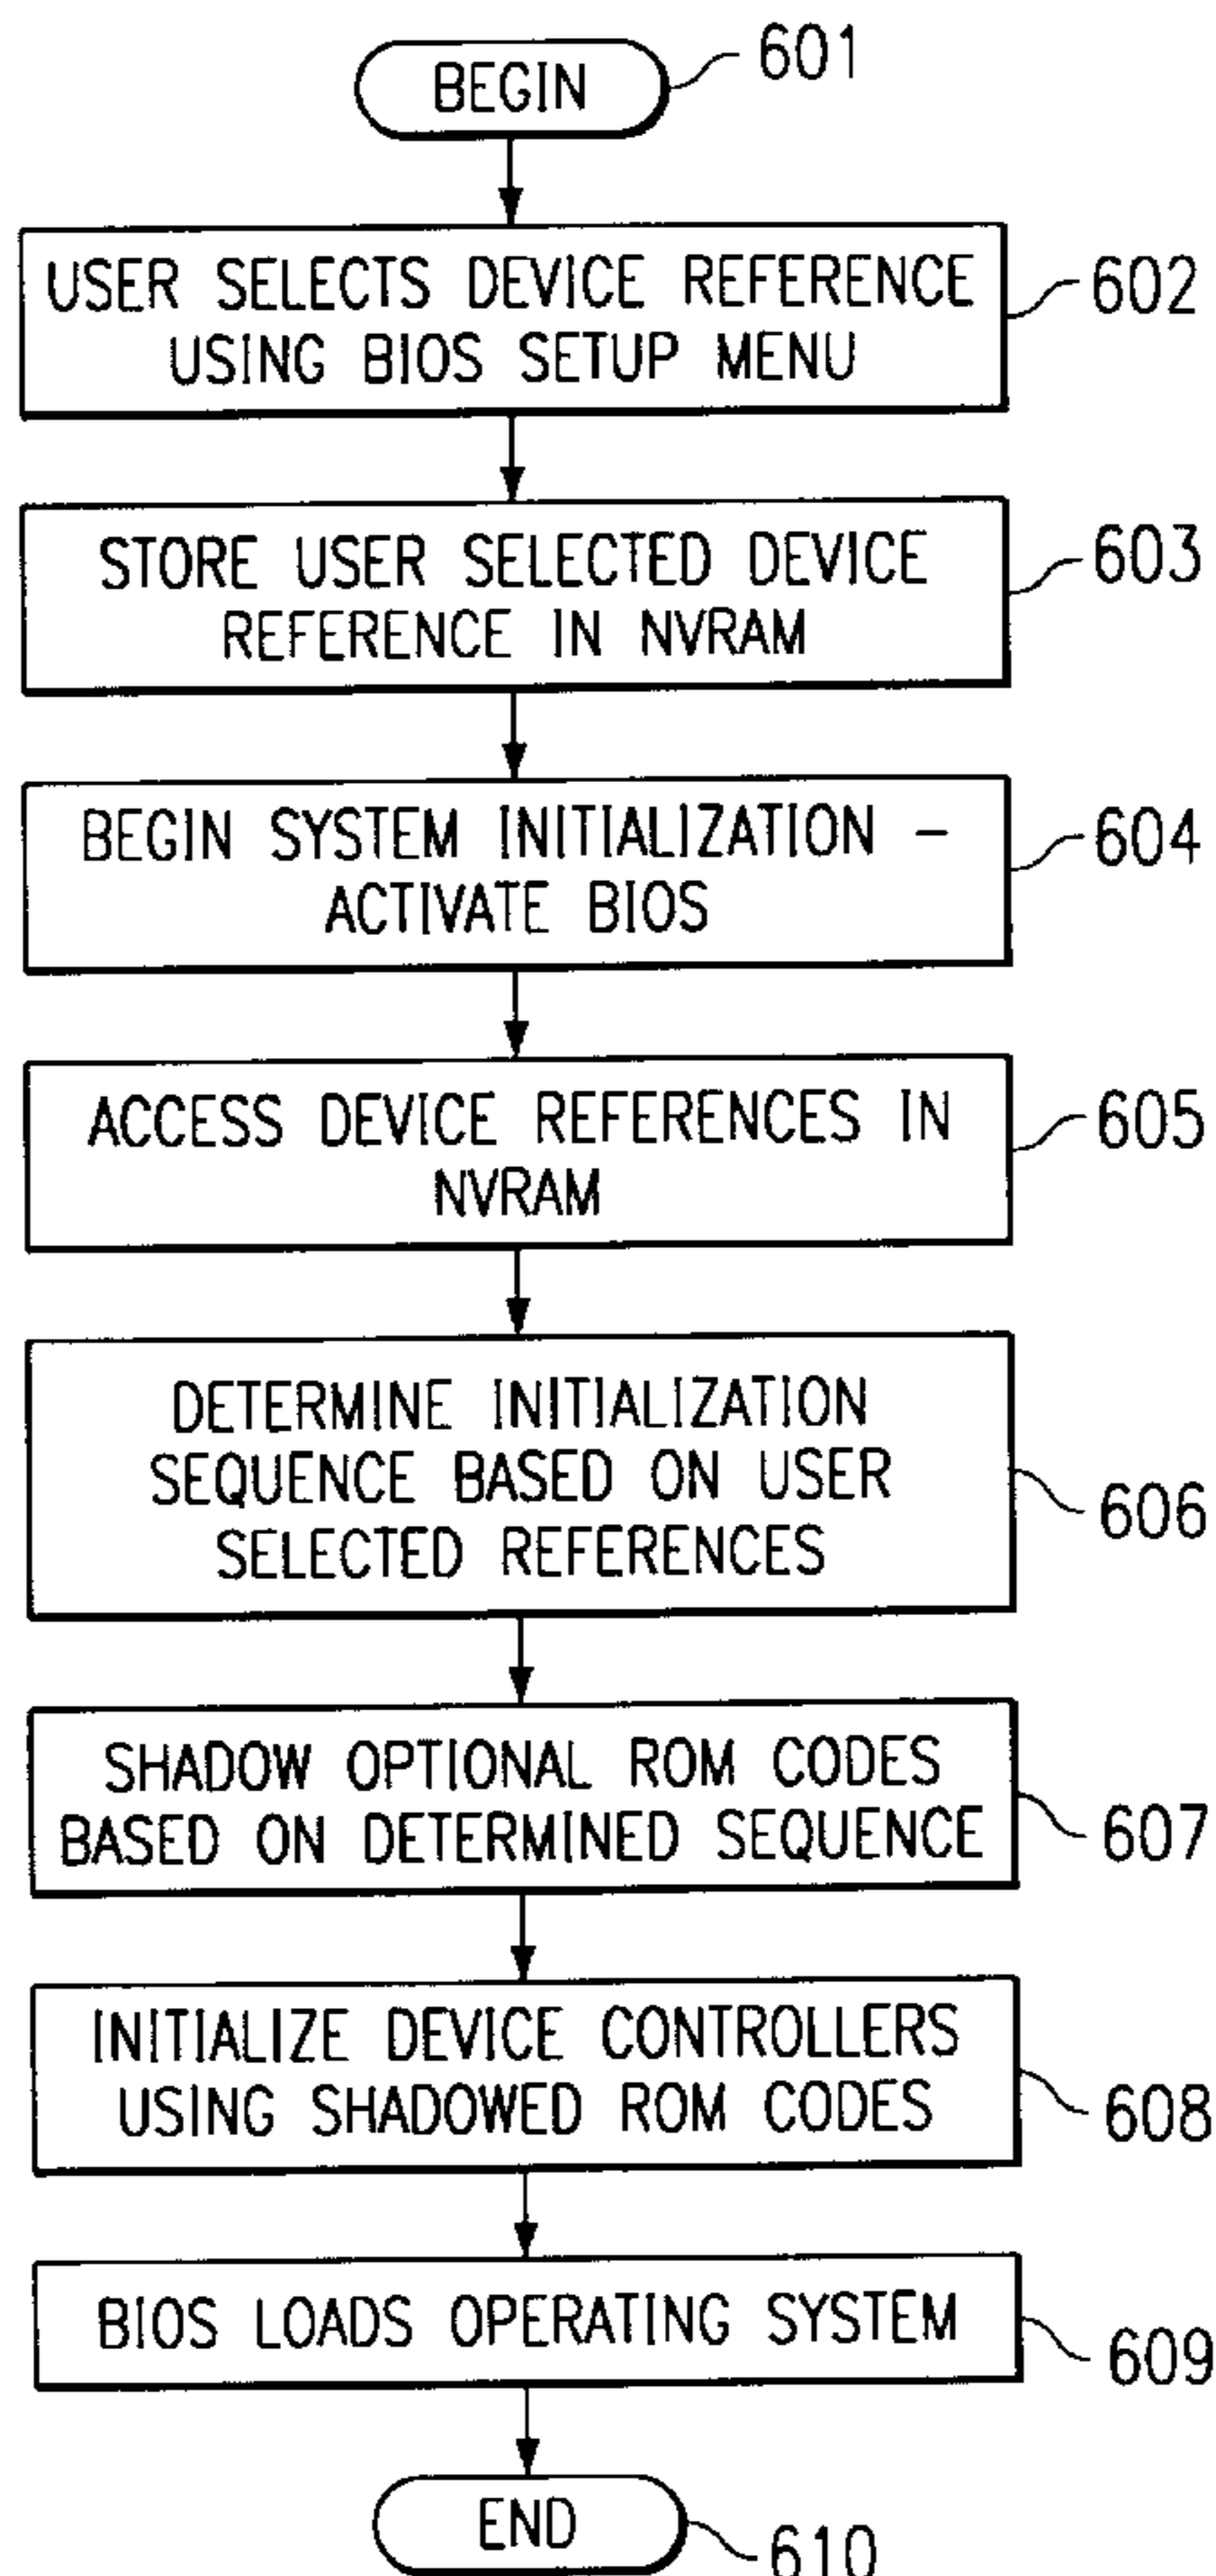 BEGIN
601
USER SELECTS DEVICE REFERENCE
USING BIOS SETUP MENU
602
STORE USER SELECTED DEVICE
REFERENCE IN NVRAM
603
BEGIN SYSTEM INITIALIZATION –
ACTIVATE BIOS
604
ACCESS DEVICE REFERENCES IN
NVRAM
605
DETERMINE INITIALIZATION
SEQUENCE BASED ON USER
SELECTED REFERENCES
606
SHADOW OPTIONAL ROM CODES
BASED ON DETERMINED SEQUENCE
607
INITIALIZE DEVICE CONTROLLERS
USING SHADOWED ROM CODES
608
BIOS LOADS OPERATING SYSTEM
609
END
610